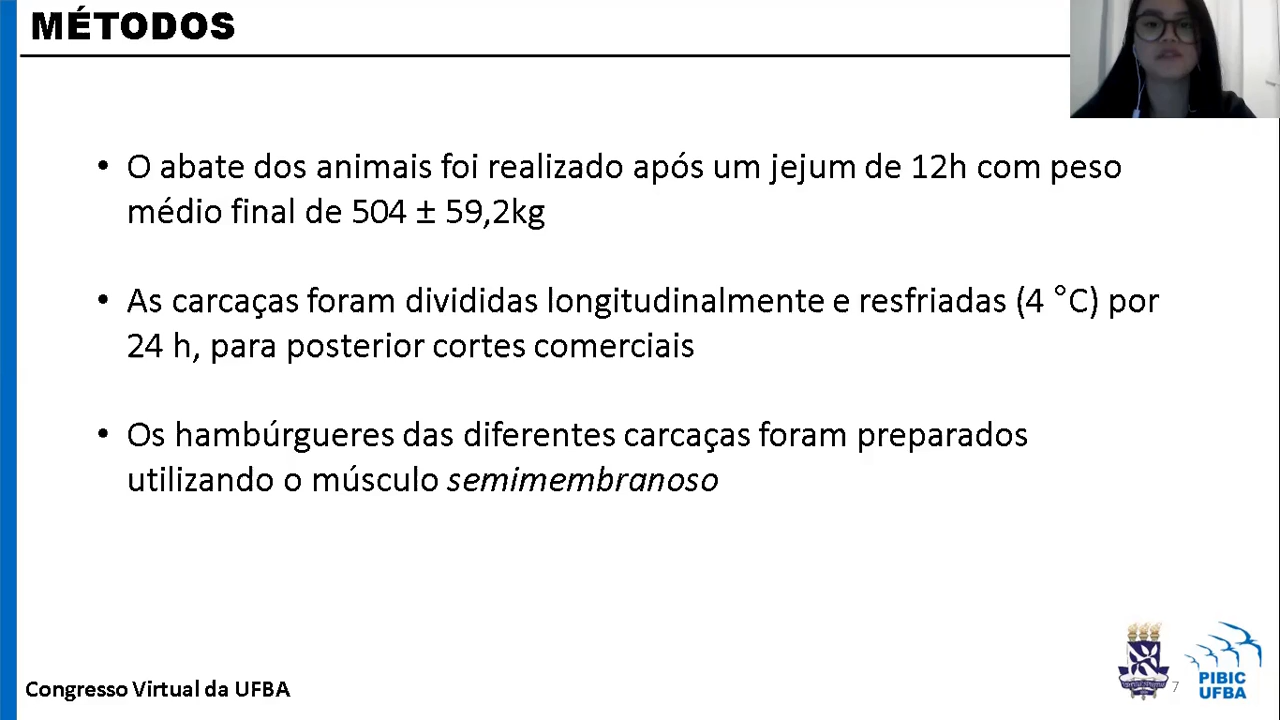 MÉTODOS
• O abate dos animais foi realizado após um jejum de 12h com peso
médio final de 504 ± 59,2kg
• As carcaças foram divididas longitudinalmente e resfriadas (4 °C) por
24 h, para posterior cortes comerciais
• Os hambúrgueres das diferentes carcaças foram preparados
utilizando o músculo semimembranoso
Congresso Virtual da UFBA
7
PIBIC
UFBA